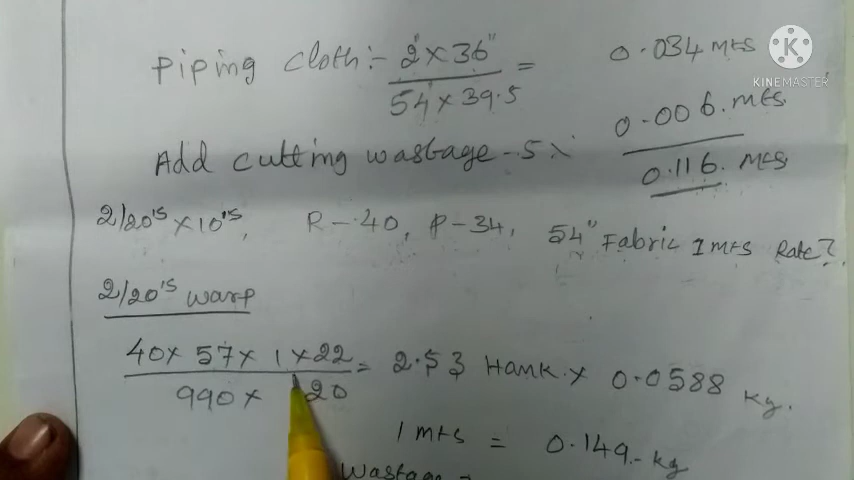 Piping cloth:- 2" x 36" / 54 x 39.5 = 0.034 mts
KINEMASTER
0.006. mts
Add cutting wastage - 5%
0.116. mts
2/20'S x 10'S, R - 40, P - 34, 54" Fabric 1 mts Rate?
2/20'S warp
40 x 57 x 1 x 22 / 990 x 20 = 2.53 Hank x 0.0588 kg.
1 mts = 0.149 kg
Wastage